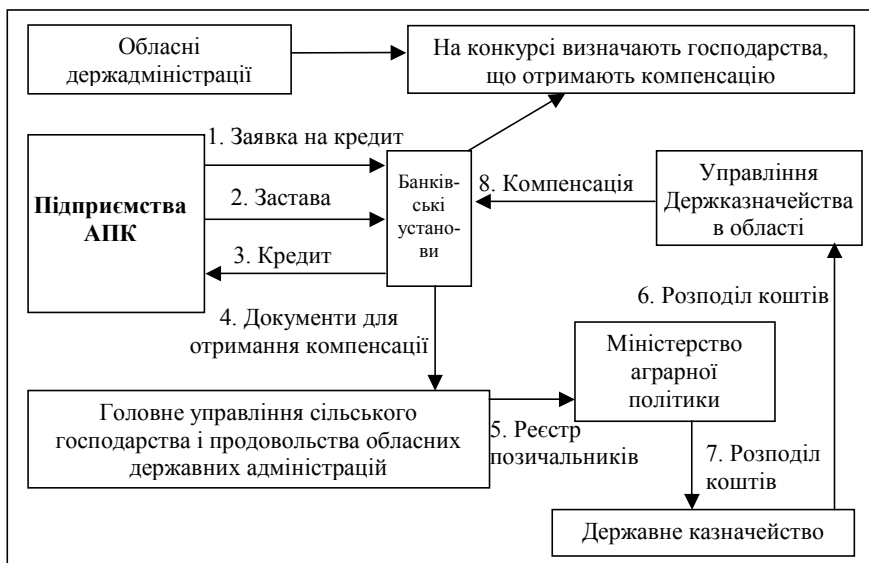 Обласні
держадміністрації
На конкурсі визначають господарства,
що отримають компенсацію
1. Заявка на кредит
Підприємства
АПК
2. Застава
3. Кредит
Банків-
ські
устано-
ви
8. Компенсація
Управління
Держказначейства
в області
4. Документи для
отримання компенсації
6. Розподіл коштів
Міністерство
аграрної
політики
Головне управління сільського
господарства і продовольства обласних
державних адміністрацій
5. Реєстр
позичальників
7. Розподіл
коштів
Державне казначейство